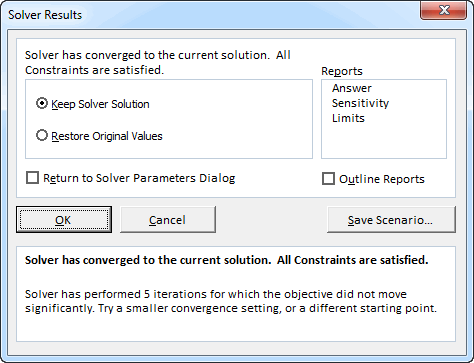 Solver Results
Solver has converged to the current solution.  All
Constraints are satisfied.
Reports
Answer
Sensitivity
Limits
Keep Solver Solution
Restore Original Values
Return to Solver Parameters Dialog
Outline Reports
OK
Cancel
Save Scenario...
Solver has converged to the current solution.  All Constraints are satisfied.
Solver has performed 5 iterations for which the objective did not move
significantly. Try a smaller convergence setting, or a different starting point.